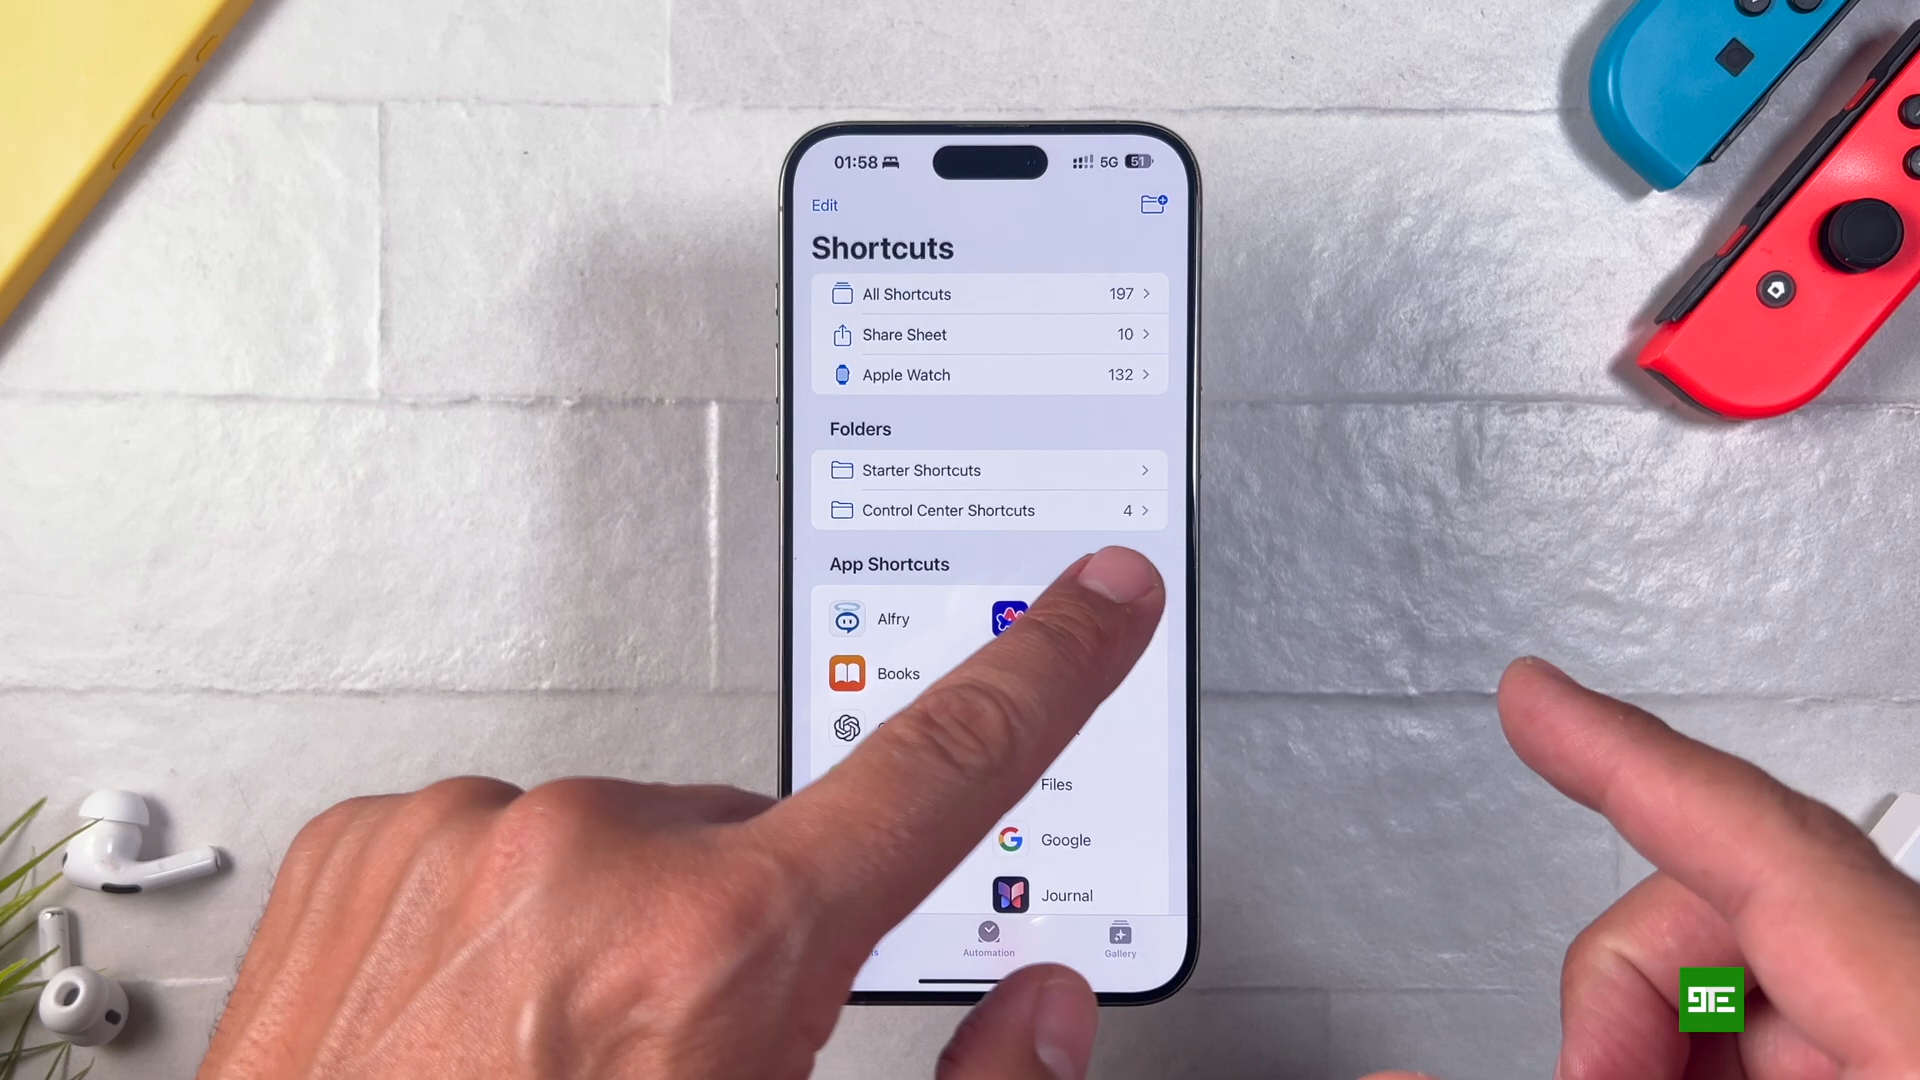 01:58
5G
51
Edit
Shortcuts
All Shortcuts 197
Share Sheet 10
Apple Watch 132
Folders
Starter Shortcuts
Control Center Shortcuts 4
App Shortcuts
Alfry
Books
Files
Google
Journal
Automation
Gallery